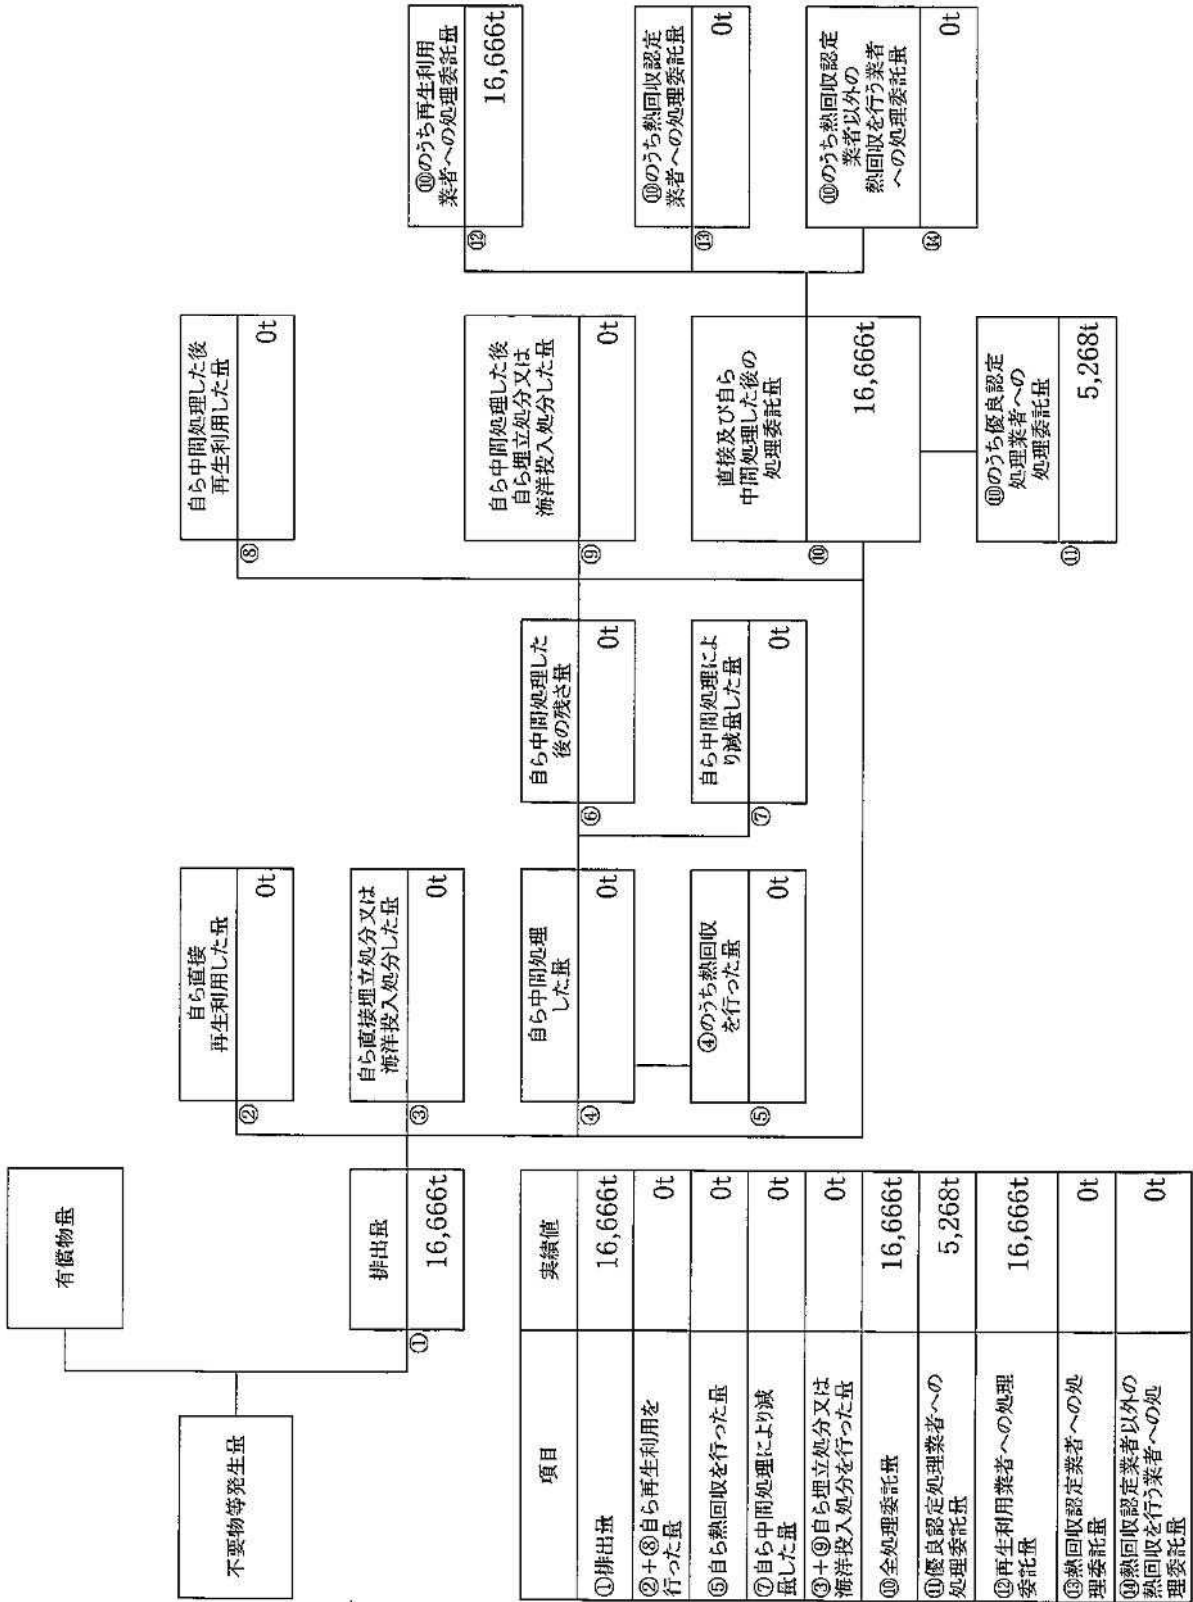 不要物等発生量
有償物量
①
排出量
16,666t
②
自ら直接
再生利用した量
0t
③
自ら直接埋立処分又は
海洋投入処分した量
0t
④
自ら中間処理
した量
0t
⑤
④のうち熱回収
を行った量
0t
⑥
自ら中間処理した
後の残さ量
0t
⑦
自ら中間処理によ
り減量した量
0t
⑧
自ら中間処理した後
再生利用した量
0t
⑨
自ら中間処理した後
自ら埋立処分又は
海洋投入処分した量
0t
⑩
直接及び自ら
中間処理した後の
処理委託量
16,666t
⑪
⑩のうち優良認定
処理業者への
処理委託量
5,268t
⑫
⑩のうち再生利用
業者への処理委託量
16,666t
⑬
⑩のうち熱回収認定
業者への処理委託量
0t
⑭
⑩のうち熱回収認定
業者以外の
熱回収を行う業者
への処理委託量
0t
項目
実績値
①排出量
16,666t
②+⑧自ら再生利用を
行った量
0t
⑤自ら熱回収を行った量
0t
⑦自ら中間処理により減
量した量
0t
③+⑨自ら埋立処分又は
海洋投入処分を行った量
0t
⑩全処理委託量
16,666t
⑪優良認定処理業者への
処理委託量
5,268t
⑫再生利用業者への処理
委託量
16,666t
⑬熱回収認定業者への処
理委託量
0t
⑭熱回収認定業者以外の
熱回収を行う業者への処
理委託量
0t